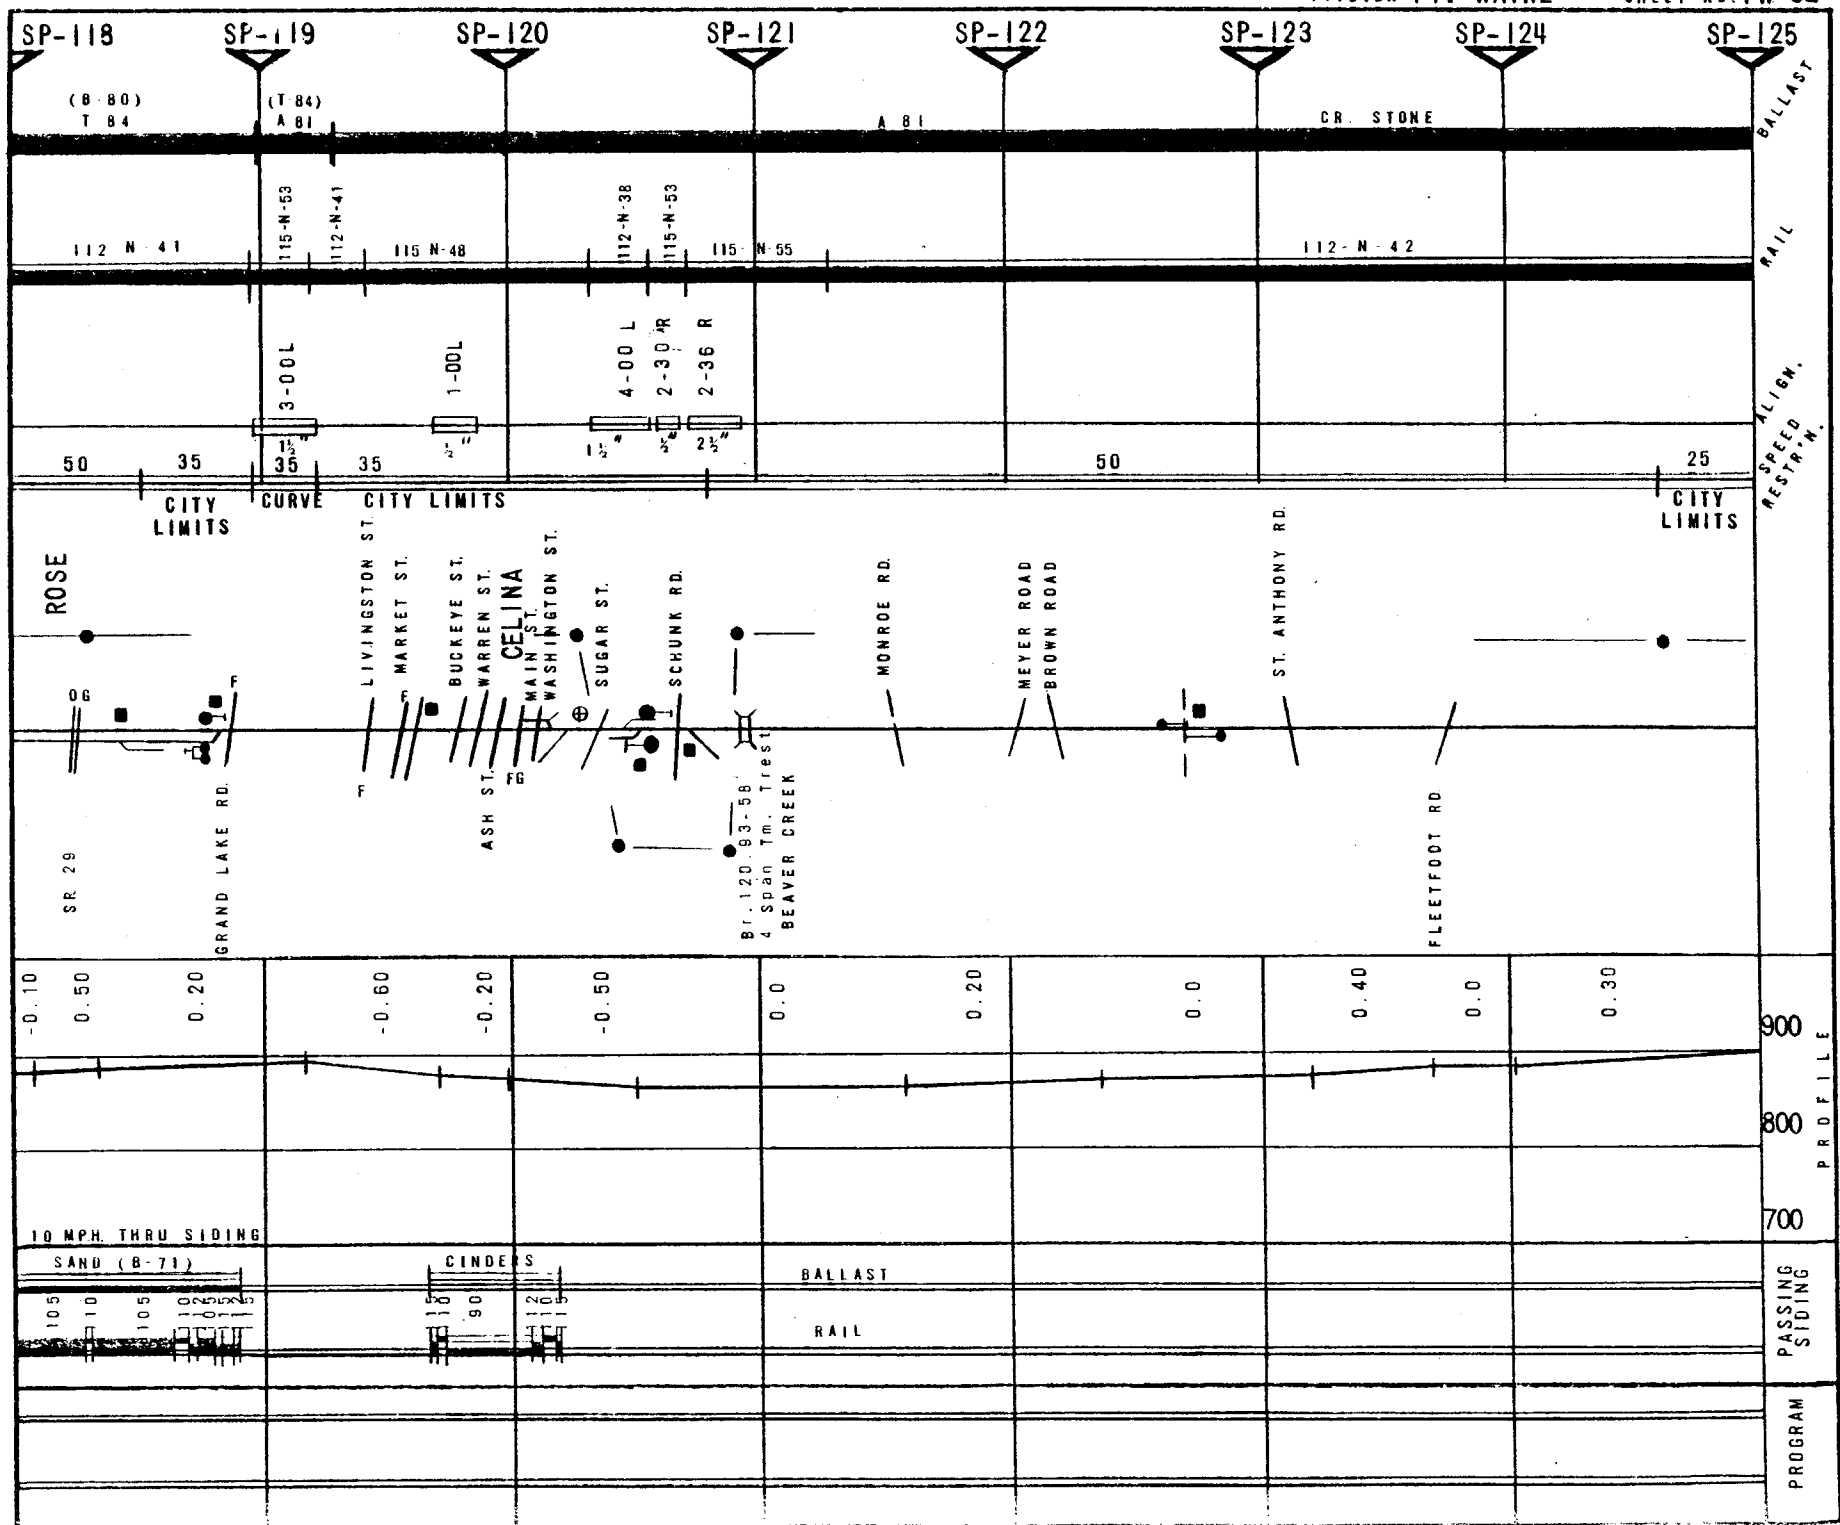 SP-118 SP-119 SP-120 SP-121 SP-122 SP-123 SP-124 SP-125
(B-80) (T-84)
T 84 A 81 A 81 CR. STONE
BALLAST
115-N-53
112-N-41
112-N-38
115-N-53
112 N-41 115 N-48 115-N-55 112-N-42
RAIL
3-00L
1-00L
4-00 L
2-30 R
2-36 R
1½" ½" 1½" ½" 2½"
ALIGN.
50 35 35 35 50 25
SPEED
RESTR'N.
CITY
LIMITS
CURVE
CITY LIMITS
CITY
LIMITS
ROSE
LIVINGSTON ST.
MARKET ST.
BUCKEYE ST.
WARREN ST.
CELINA
MAIN ST.
WASHINGTON ST.
SUGAR ST.
SCHUNK RD.
MONROE RD.
MEYER ROAD
BROWN ROAD
ST. ANTHONY RD.
OG
F
F
F
FG
SR 29
GRAND LAKE RD.
ASH ST.
Br.120.93-58'
4 Span Tm. Trest
BEAVER CREEK
FLEETFOOT RD
-0.10
0.50
0.20
-0.60
-0.20
-0.50
0.0
0.20
0.0
0.40
0.0
0.30
900
800
700
PROFILE
10 MPH. THRU SIDING
SAND (B-71)
CINDERS
BALLAST
105
105
90
RAIL
PASSING
SIDING
PROGRAM